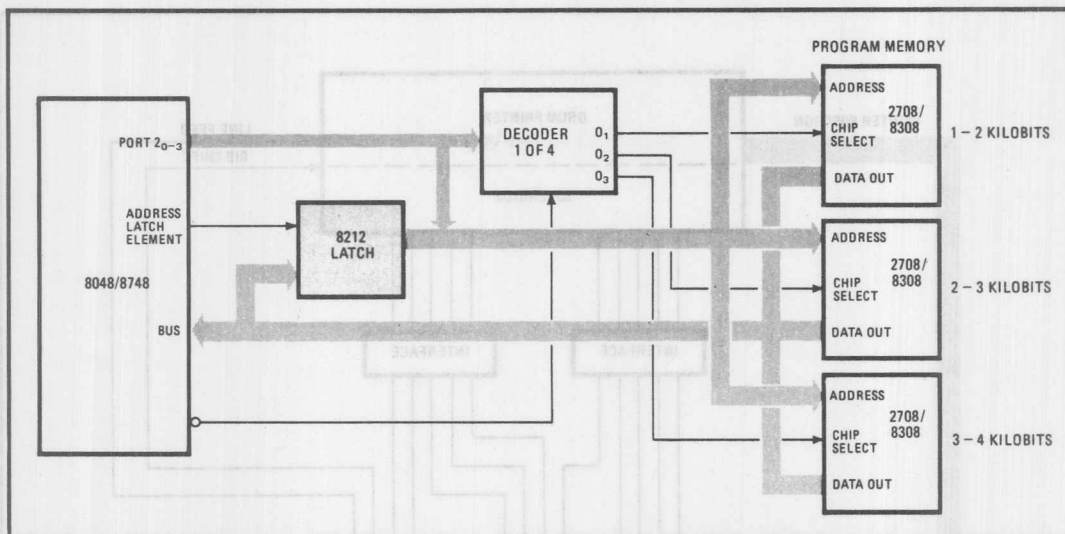 PROGRAM MEMORY
PORT 2₀₋₃
ADDRESS
LATCH
ELEMENT
8048/8748
BUS
8212
LATCH
DECODER
1 OF 4
O₁
O₂
O₃
ADDRESS
2708/
8308
CHIP
SELECT
DATA OUT
1 – 2 KILOBITS
ADDRESS
2708/
8308
CHIP
SELECT
DATA OUT
2 – 3 KILOBITS
ADDRESS
2708/
8308
CHIP
SELECT
DATA OUT
3 – 4 KILOBITS